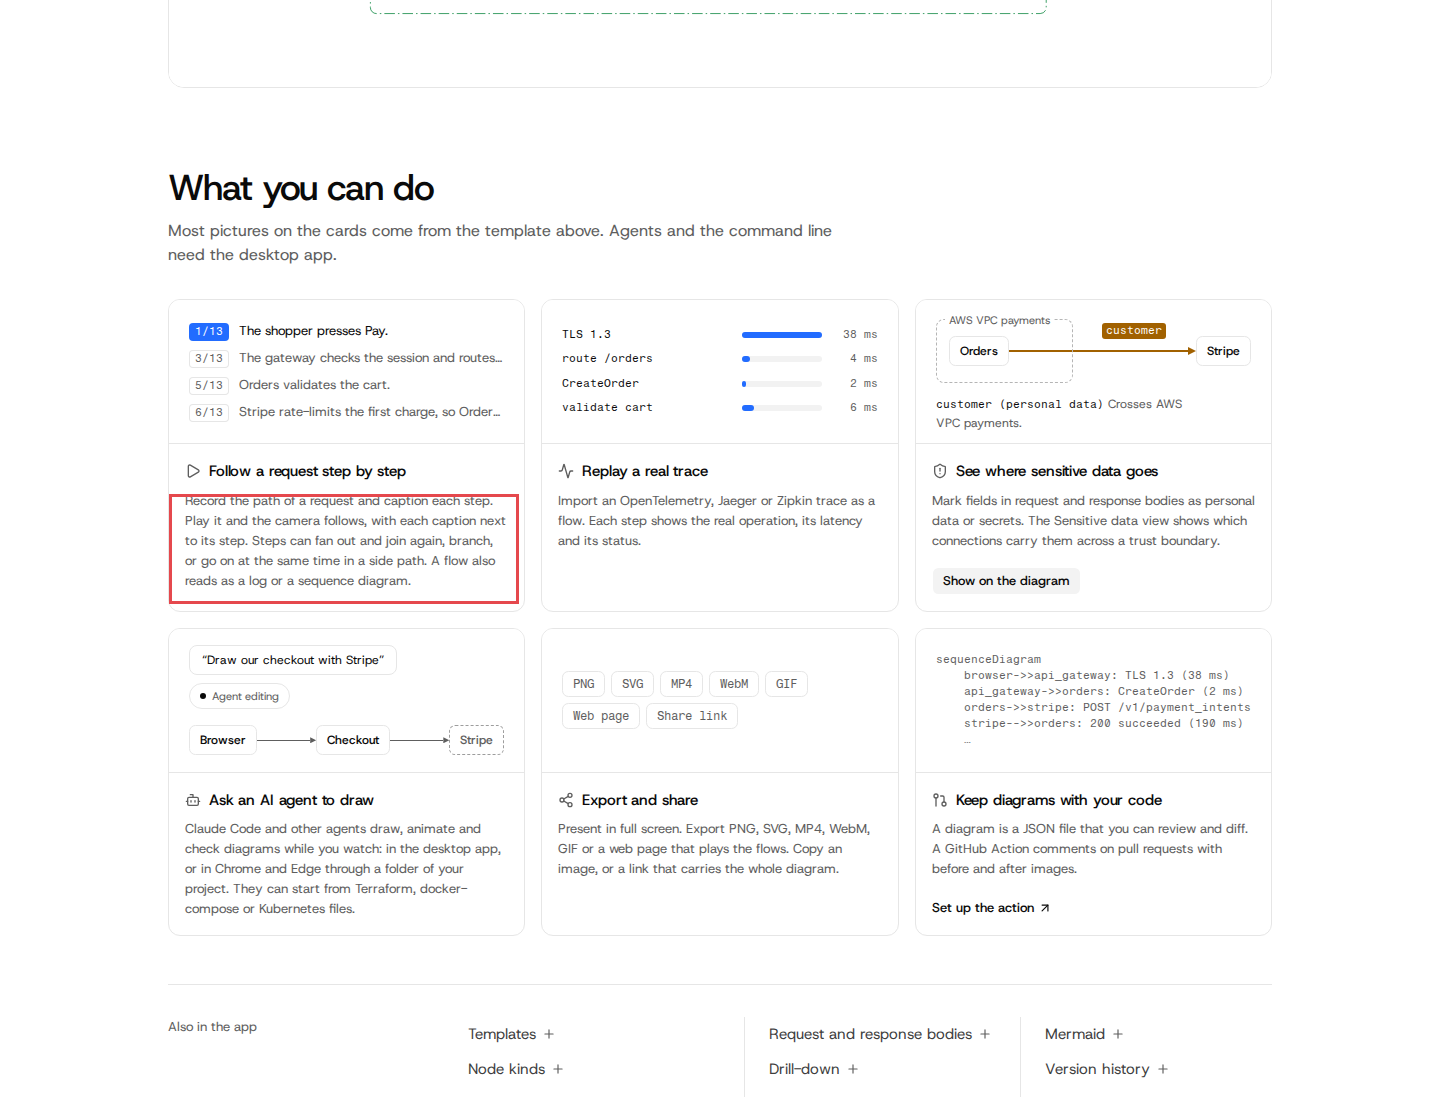 What you can do
Most pictures on the cards come from the template above. Agents and the command line
need the desktop app.
1/13 The shopper presses Pay.
3/13 The gateway checks the session and routes...
5/13 Orders validates the cart.
6/13 Stripe rate-limits the first charge, so Order...
Follow a request step by step
Record the path of a request and caption each step.
Play it and the camera follows, with each caption next
to its step. Steps can fan out and join again, branch,
or go on at the same time in a side path. A flow also
reads as a log or a sequence diagram.
TLS 1.3 38 ms
route /orders 4 ms
CreateOrder 2 ms
validate cart 6 ms
Replay a real trace
Import an OpenTelemetry, Jaeger or Zipkin trace as a
flow. Each step shows the real operation, its latency
and its status.
AWS VPC payments
customer
Orders
Stripe
customer (personal data) Crosses AWS
VPC payments.
See where sensitive data goes
Mark fields in request and response bodies as personal
data or secrets. The Sensitive data view shows which
connections carry them across a trust boundary.
Show on the diagram
“Draw our checkout with Stripe”
Agent editing
Browser
Checkout
Stripe
Ask an AI agent to draw
Claude Code and other agents draw, animate and
check diagrams while you watch: in the desktop app,
or in Chrome and Edge through a folder of your
project. They can start from Terraform, docker-
compose or Kubernetes files.
PNG SVG MP4 WebM GIF
Web page Share link
Export and share
Present in full screen. Export PNG, SVG, MP4, WebM,
GIF or a web page that plays the flows. Copy an
image, or a link that carries the whole diagram.
sequenceDiagram
browser->>api_gateway: TLS 1.3 (38 ms)
api_gateway->>orders: CreateOrder (2 ms)
orders->>stripe: POST /v1/payment_intents
stripe-->>orders: 200 succeeded (190 ms)
…
Keep diagrams with your code
A diagram is a JSON file that you can review and diff.
A GitHub Action comments on pull requests with
before and after images.
Set up the action
Also in the app
Templates +
Node kinds +
Request and response bodies +
Drill-down +
Mermaid +
Version history +